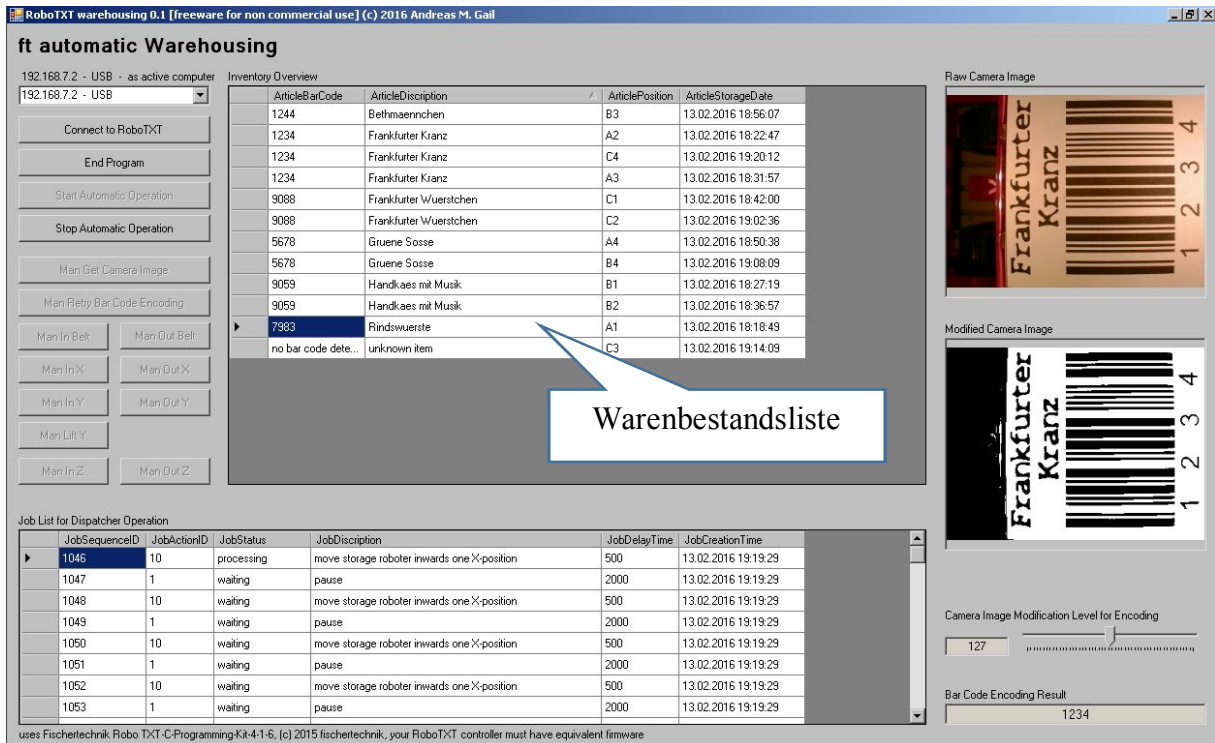 RoboTXT warehousing 0.1 [freeware for non commercial use] (c) 2016 Andreas M. Gail
ft automatic Warehousing
192.168.7.2 - USB - as active computer
192.168.7.2 - USB
Connect to RoboTXT
End Program
Start Automatic Operation
Stop Automatic Operation
Man Get Camera Image
Man Retry Bar Code Encoding
Man In Belt Man Out Belt
Man In X Man Out X
Man In Y Man Out Y
Man Lift Y
Man In Z Man Out Z
Inventory Overview
ArticleBarCode ArticleDiscription ArticlePosition ArticleStorageDate
1244 Bethmaennchen B3 13.02.2016 18:56:07
1234 Frankfurter Kranz A2 13.02.2016 18:22:47
1234 Frankfurter Kranz C4 13.02.2016 19:20:12
1234 Frankfurter Kranz A3 13.02.2016 18:31:57
9088 Frankfurter Wuerstchen C1 13.02.2016 18:42:00
9088 Frankfurter Wuerstchen C2 13.02.2016 19:02:36
5678 Gruene Sosse A4 13.02.2016 18:50:38
5678 Gruene Sosse B4 13.02.2016 19:08:09
9059 Handkaes mit Musik B1 13.02.2016 18:27:19
9059 Handkaes mit Musik B2 13.02.2016 18:36:57
7983 Rindswuerste A1 13.02.2016 18:18:49
no bar code dete... unknown item C3 13.02.2016 19:14:09
Warenbestandsliste
Raw Camera Image
Frankfurter
Kranz
1 2 3 4
Modified Camera Image
Frankfurter
Kranz
1 2 3 4
Camera Image Modification Level for Encoding
127
Bar Code Encoding Result
1234
Job List for Dispatcher Operation
JobSequenceID JobActionID JobStatus JobDiscription JobDelayTime JobCreationTime
1046 10 processing move storage roboter inwards one X-position 500 13.02.2016 19:19:29
1047 1 waiting pause 2000 13.02.2016 19:19:29
1048 10 waiting move storage roboter inwards one X-position 500 13.02.2016 19:19:29
1049 1 waiting pause 2000 13.02.2016 19:19:29
1050 10 waiting move storage roboter inwards one X-position 500 13.02.2016 19:19:29
1051 1 waiting pause 2000 13.02.2016 19:19:29
1052 10 waiting move storage roboter inwards one X-position 500 13.02.2016 19:19:29
1053 1 waiting pause 2000 13.02.2016 19:19:29
uses Fischertechnik Robo TXT-C-Programming-Kit-4-1-6, (c) 2015 fischertechnik, your RoboTXT controller must have equivalent firmware